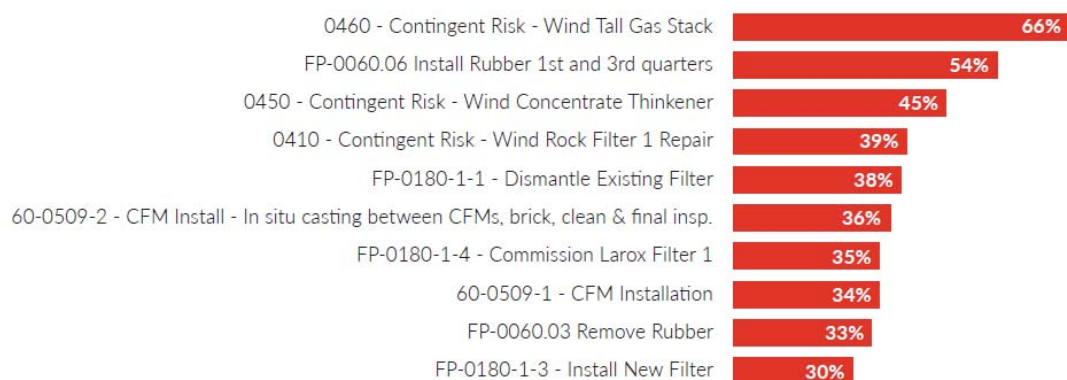 0460 - Contingent Risk - Wind Tall Gas Stack 66%
FP-0060.06 Install Rubber 1st and 3rd quarters 54%
0450 - Contingent Risk - Wind Concentrate Thinkener 45%
0410 - Contingent Risk - Wind Rock Filter 1 Repair 39%
FP-0180-1-1 - Dismantle Existing Filter 38%
60-0509-2 - CFM Install - In situ casting between CFMs, brick, clean & final insp. 36%
FP-0180-1-4 - Commission Larox Filter 1 35%
60-0509-1 - CFM Installation 34%
FP-0060.03 Remove Rubber 33%
FP-0180-1-3 - Install New Filter 30%